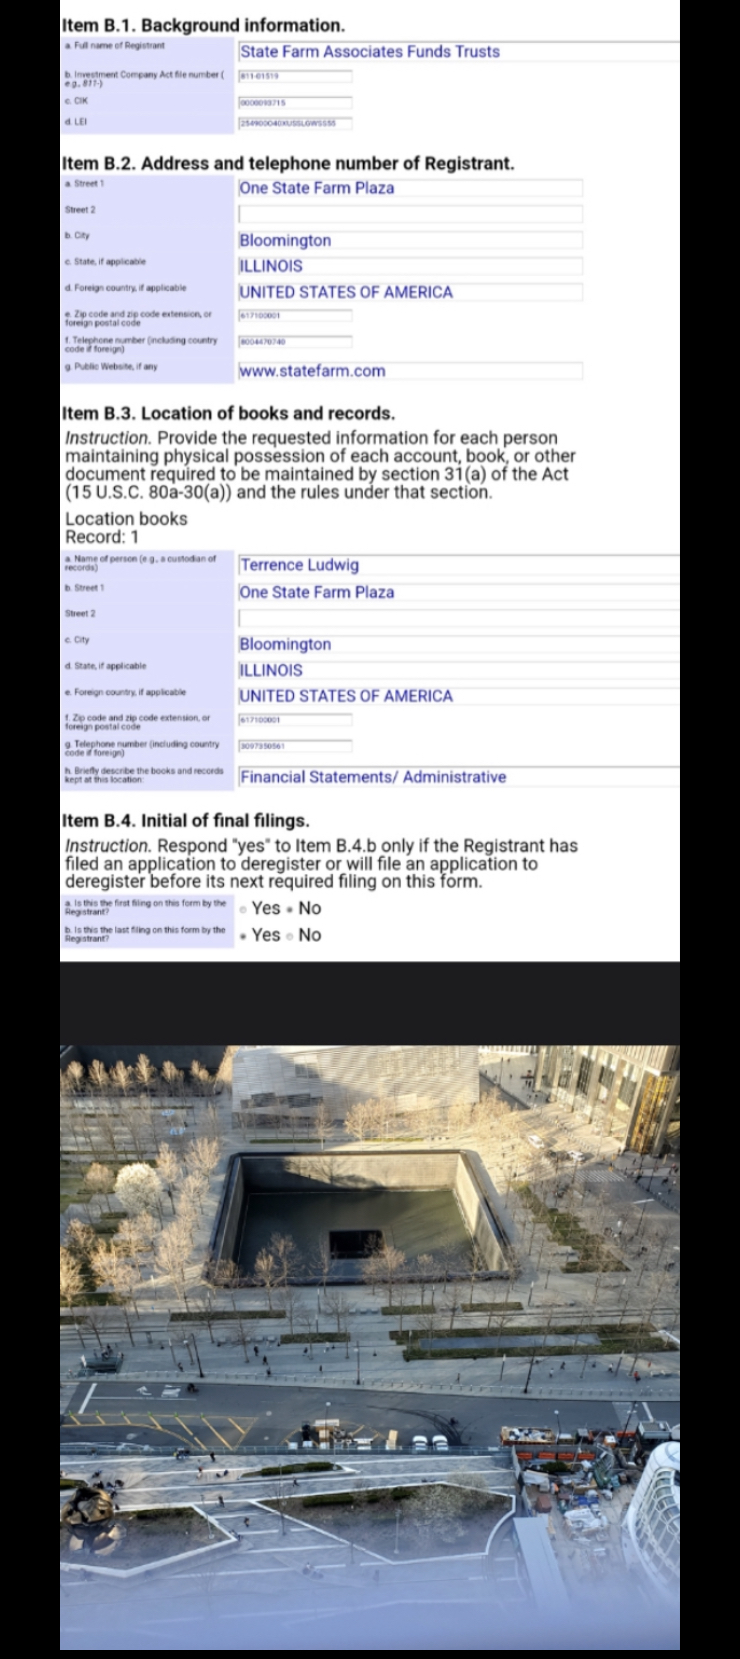 Item B.1. Background information.
a. Full name of Registrant
State Farm Associates Funds Trusts
b. Investment Company Act file number (
e.g., 811-)
811-01519
c. CIK
0000093715
d. LEI
Item B.2. Address and telephone number of Registrant.
a. Street 1
One State Farm Plaza
Street 2
b. City
Bloomington
c. State, if applicable
ILLINOIS
d. Foreign country, if applicable
UNITED STATES OF AMERICA
e. Zip code and zip code extension, or
foreign postal code
617100001
f. Telephone number (including country
code if foreign)
8004470740
g. Public Website, if any
www.statefarm.com
Item B.3. Location of books and records.
Instruction. Provide the requested information for each person
maintaining physical possession of each account, book, or other
document required to be maintained by section 31(a) of the Act
(15 U.S.C. 80a-30(a)) and the rules under that section.
Location books
Record: 1
a. Name of person (e.g., a custodian of
records)
Terrence Ludwig
b. Street 1
One State Farm Plaza
Street 2
c. City
Bloomington
d. State, if applicable
ILLINOIS
e. Foreign country, if applicable
UNITED STATES OF AMERICA
f. Zip code and zip code extension, or
foreign postal code
617100001
g. Telephone number (including country
code if foreign)
3097350561
h. Briefly describe the books and records
kept at this location:
Financial Statements/ Administrative
Item B.4. Initial of final filings.
Instruction. Respond "yes" to Item B.4.b only if the Registrant has
filed an application to deregister or will file an application to
deregister before its next required filing on this form.
a. Is this the first filing on this form by the
Registrant?
Yes No
b. Is this the last filing on this form by the
Registrant?
Yes No